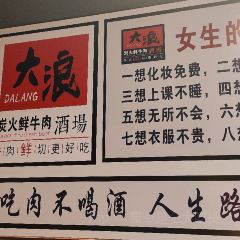 大浪
DALANG
炭火鲜牛肉酒場
牛肉鲜切更好吃
大浪
炭火鲜牛肉酒場
女生的
一想化妆免费，二想
三想上课不睡，四想
五想无所不会，六想
七想衣服不贵，八想
吃肉不喝酒 人生路